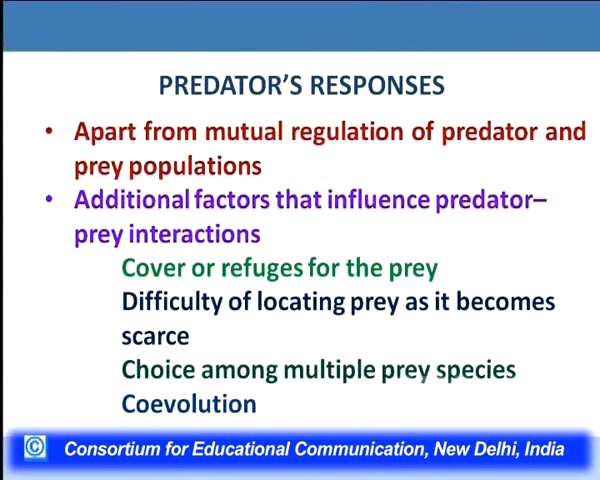 PREDATOR'S RESPONSES
• Apart from mutual regulation of predator and
prey populations
• Additional factors that influence predator–
prey interactions
Cover or refuges for the prey
Difficulty of locating prey as it becomes
scarce
Choice among multiple prey species
Coevolution
© Consortium for Educational Communication, New Delhi, India